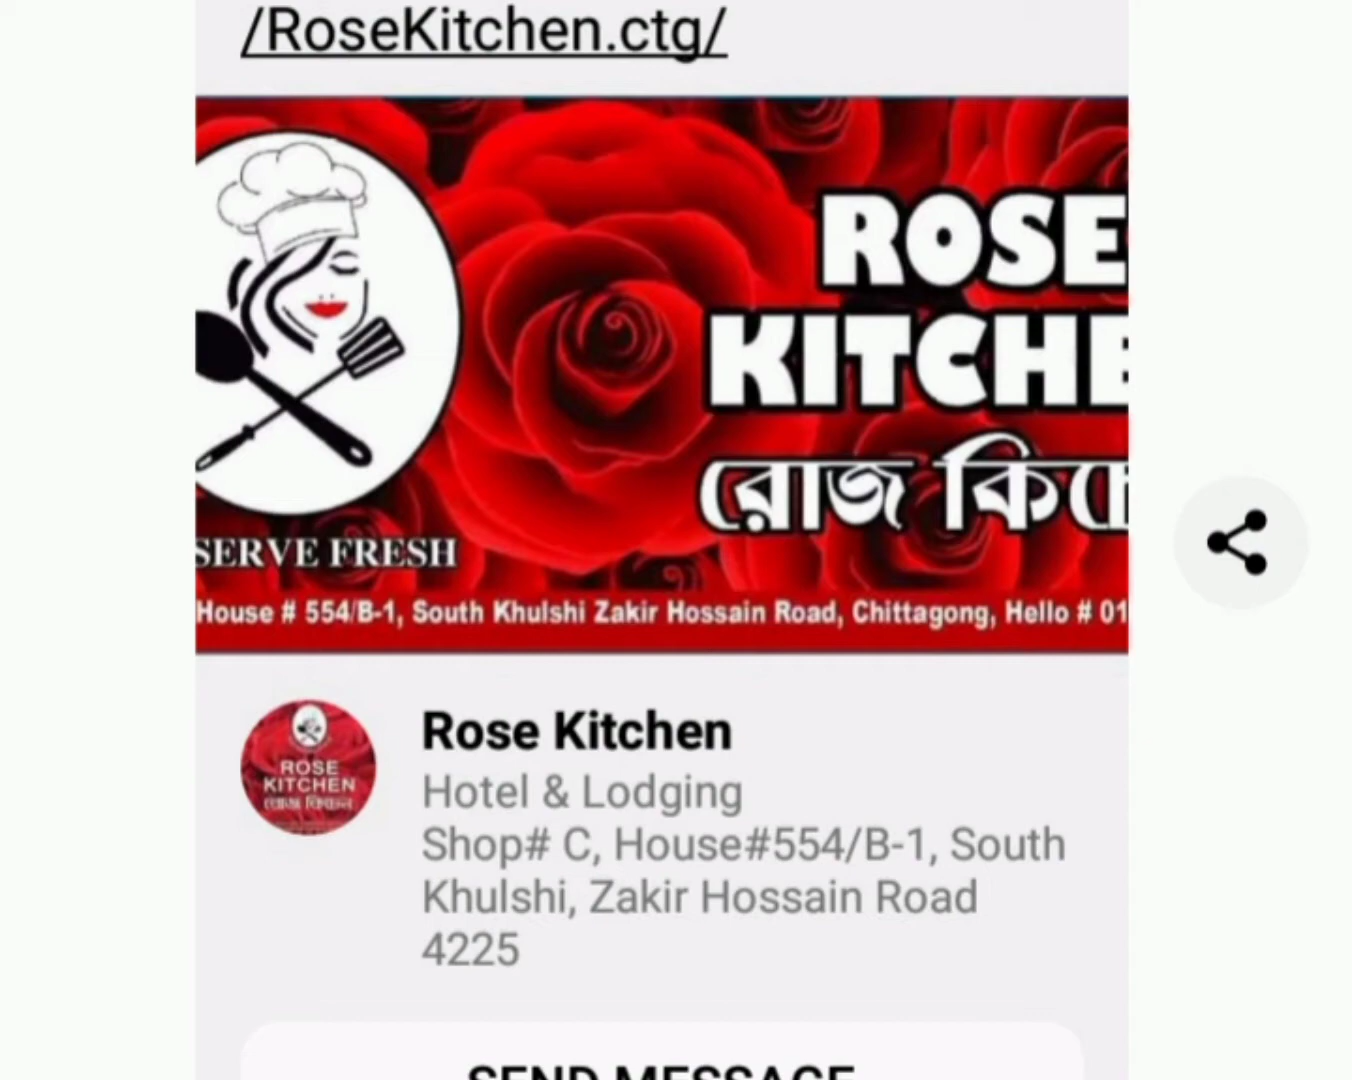 /RoseKitchen.ctg/
ROSE
KITCHE
রোজ কিচে
SERVE FRESH
House # 554/B-1, South Khulshi Zakir Hossain Road, Chittagong, Hello # 01
ROSE
KITCHEN
রোজ কিচেন
Rose Kitchen
Hotel & Lodging
Shop# C, House#554/B-1, South
Khulshi, Zakir Hossain Road
4225
SEND MESSAGE